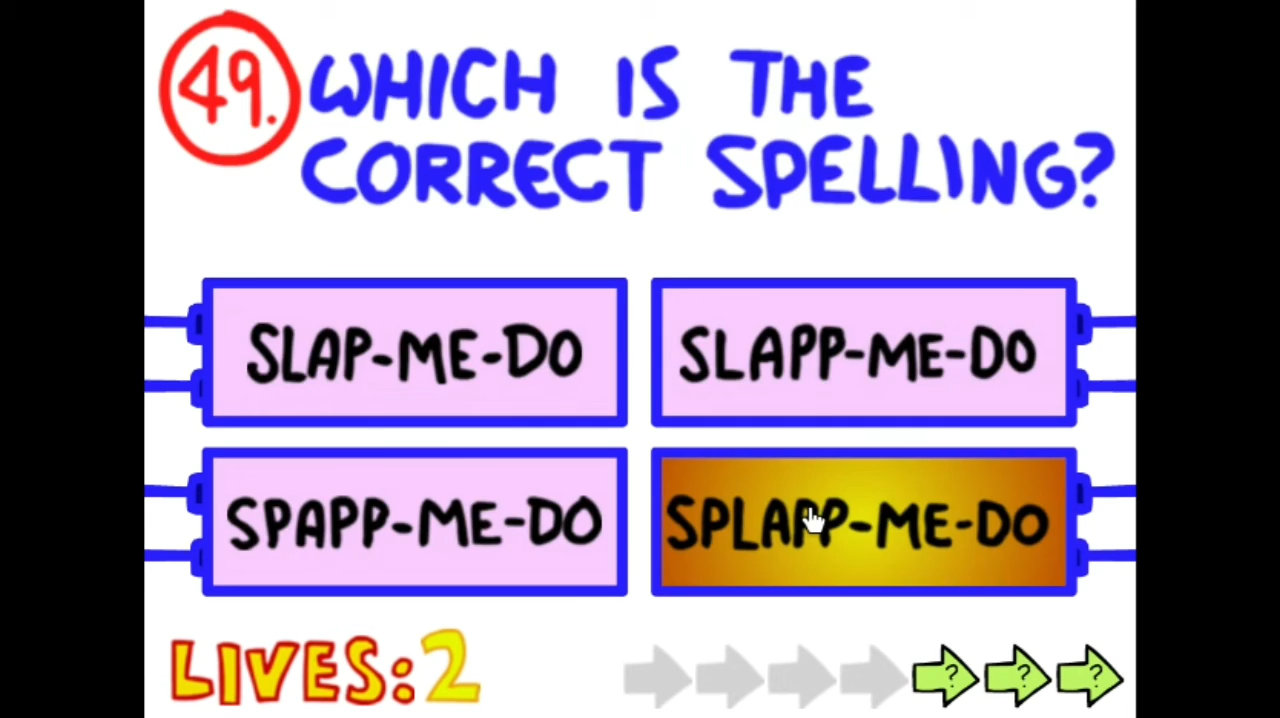 49. WHICH IS THE
CORRECT SPELLING?
SLAP-ME-DO
SLAPP-ME-DO
SPAPP-ME-DO
SPLAPP-ME-DO
LIVES: 2
? ? ?